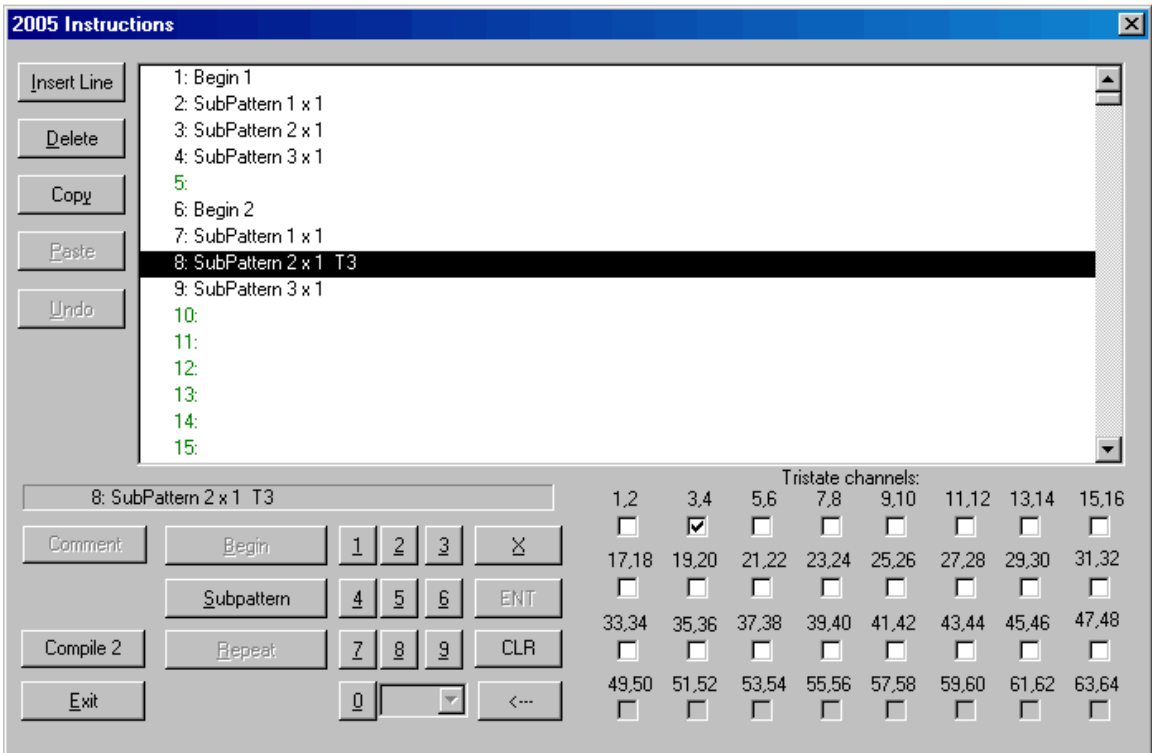 2005 Instructions
Insert Line
Delete
Copy
Paste
Undo
1: Begin 1
2: SubPattern 1 x 1
3: SubPattern 2 x 1
4: SubPattern 3 x 1
5:
6: Begin 2
7: SubPattern 1 x 1
8: SubPattern 2 x 1 T3
9: SubPattern 3 x 1
10:
11:
12:
13:
14:
15:
8: SubPattern 2 x 1 T3
Comment Begin 1 2 3 X
Subpattern 4 5 6 ENT
Compile 2 Repeat 7 8 9 CLR
Exit 0 <---
Tristate channels:
1,2 3,4 5,6 7,8 9,10 11,12 13,14 15,16
17,18 19,20 21,22 23,24 25,26 27,28 29,30 31,32
33,34 35,36 37,38 39,40 41,42 43,44 45,46 47,48
49,50 51,52 53,54 55,56 57,58 59,60 61,62 63,64